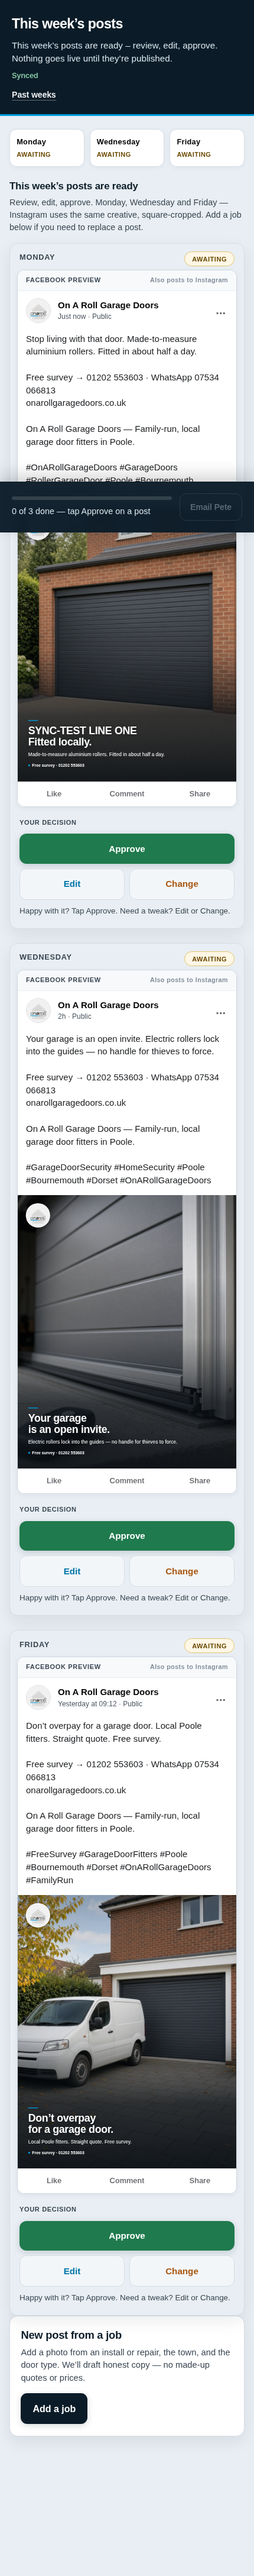 This week's posts
This week's posts are ready – review, edit, approve.
Nothing goes live until they're published.
Synced
Past weeks
Monday
AWAITING
Wednesday
AWAITING
Friday
AWAITING
This week's posts are ready
Review, edit, approve. Monday, Wednesday and Friday —
Instagram uses the same creative, square-cropped. Add a job
below if you need to replace a post.
MONDAY
AWAITING
FACEBOOK PREVIEW
Also posts to Instagram
On A Roll Garage Doors
Just now · Public
Stop living with that door. Made-to-measure
aluminium rollers. Fitted in about half a day.
Free survey → 01202 553603 · WhatsApp 07534
066813
onarollgaragedoors.co.uk
On A Roll Garage Doors — Family-run, local
garage door fitters in Poole.
#OnARollGarageDoors #GarageDoors
#RollerGarageDoor #Poole #Bournemouth
0 of 3 done — tap Approve on a post
Email Pete
SYNC-TEST LINE ONE
Fitted locally.
Made-to-measure aluminium rollers. Fitted in about half a day.
Free survey · 01202 553603
Like
Comment
Share
YOUR DECISION
Approve
Edit
Change
Happy with it? Tap Approve. Need a tweak? Edit or Change.
WEDNESDAY
AWAITING
FACEBOOK PREVIEW
Also posts to Instagram
On A Roll Garage Doors
2h · Public
Your garage is an open invite. Electric rollers lock
into the guides — no handle for thieves to force.
Free survey → 01202 553603 · WhatsApp 07534
066813
onarollgaragedoors.co.uk
On A Roll Garage Doors — Family-run, local
garage door fitters in Poole.
#GarageDoorSecurity #HomeSecurity #Poole
#Bournemouth #Dorset #OnARollGarageDoors
Your garage
is an open invite.
Electric rollers lock into the guides — no handle for thieves to force.
Free survey · 01202 553603
Like
Comment
Share
YOUR DECISION
Approve
Edit
Change
Happy with it? Tap Approve. Need a tweak? Edit or Change.
FRIDAY
AWAITING
FACEBOOK PREVIEW
Also posts to Instagram
On A Roll Garage Doors
Yesterday at 09:12 · Public
Don't overpay for a garage door. Local Poole
fitters. Straight quote. Free survey.
Free survey → 01202 553603 · WhatsApp 07534
066813
onarollgaragedoors.co.uk
On A Roll Garage Doors — Family-run, local
garage door fitters in Poole.
#FreeSurvey #GarageDoorFitters #Poole
#Bournemouth #Dorset #OnARollGarageDoors
#FamilyRun
Don't overpay
for a garage door.
Local Poole fitters. Straight quote. Free survey.
Free survey · 01202 553603
Like
Comment
Share
YOUR DECISION
Approve
Edit
Change
Happy with it? Tap Approve. Need a tweak? Edit or Change.
New post from a job
Add a photo from an install or repair, the town, and the
door type. We'll draft honest copy — no made-up
quotes or prices.
Add a job